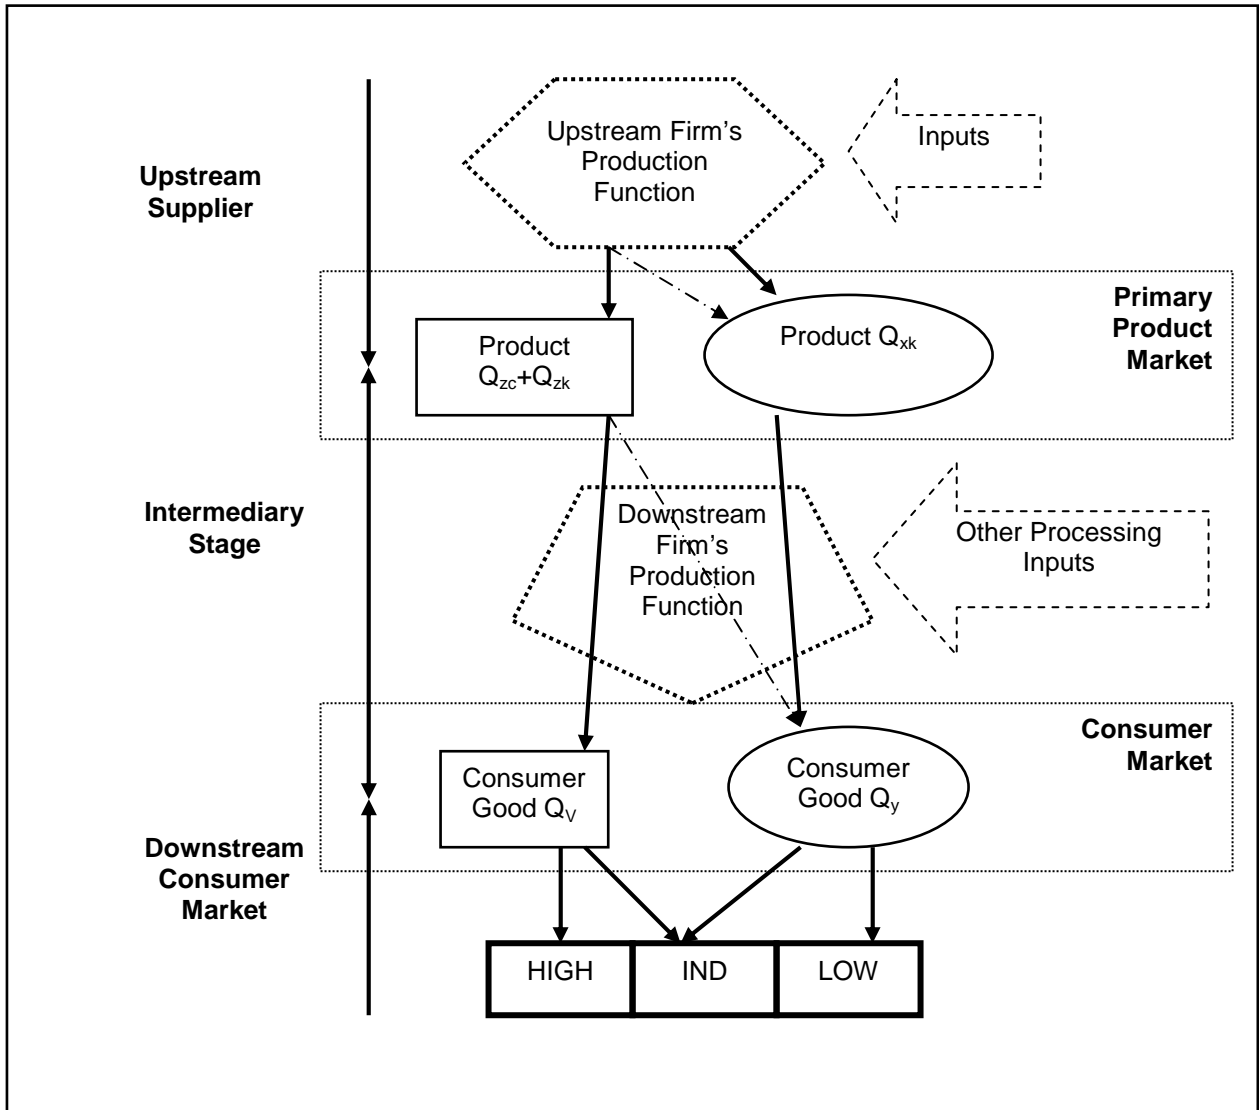 Upstream Firm's
Production
Function
Inputs
Upstream
Supplier
Primary
Product
Market
Product
Qzc+Qzk
Product Qxk
Intermediary
Stage
Downstream
Firm's
Production
Function
Other Processing
Inputs
Consumer
Market
Consumer
Good QV
Consumer
Good Qy
Downstream
Consumer
Market
HIGH
IND
LOW